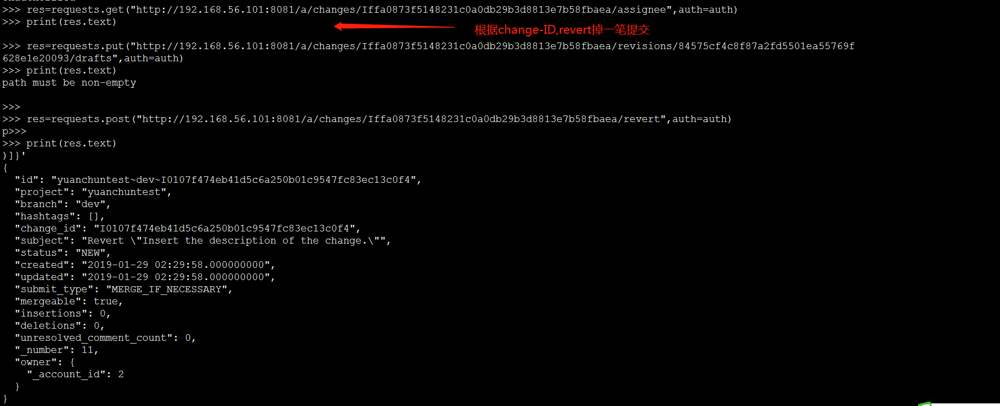 >>> res=requests.get("http://192.168.56.101:8081/a/changes/Iffa0873f5148231c0a0db29b3d8813e7b58fbaea/assignee",auth=auth)
>>> print(res.text)
根据change-ID,revert掉一笔提交
>>> res=requests.put("http://192.168.56.101:8081/a/changes/Iffa0873f5148231c0a0db29b3d8813e7b58fbaea/revisions/84575cf4c8f87a2fd5501ea55769f
628e1e20093/drafts",auth=auth)
>>> print(res.text)
path must be non-empty
>>>
>>> res=requests.post("http://192.168.56.101:8081/a/changes/Iffa0873f5148231c0a0db29b3d8813e7b58fbaea/revert",auth=auth)
p>>>
>>> print(res.text)
)]}'
{
  "id": "yuanchuntest~dev~I0107f474eb41d5c6a250b01c9547fc83ec13c0f4",
  "project": "yuanchuntest",
  "branch": "dev",
  "hashtags": [],
  "change_id": "I0107f474eb41d5c6a250b01c9547fc83ec13c0f4",
  "subject": "Revert \"Insert the description of the change.\"",
  "status": "NEW",
  "created": "2019-01-29 02:29:58.000000000",
  "updated": "2019-01-29 02:29:58.000000000",
  "submit_type": "MERGE_IF_NECESSARY",
  "mergeable": true,
  "insertions": 0,
  "deletions": 0,
  "unresolved_comment_count": 0,
  "_number": 11,
  "owner": {
    "_account_id": 2
  }
}